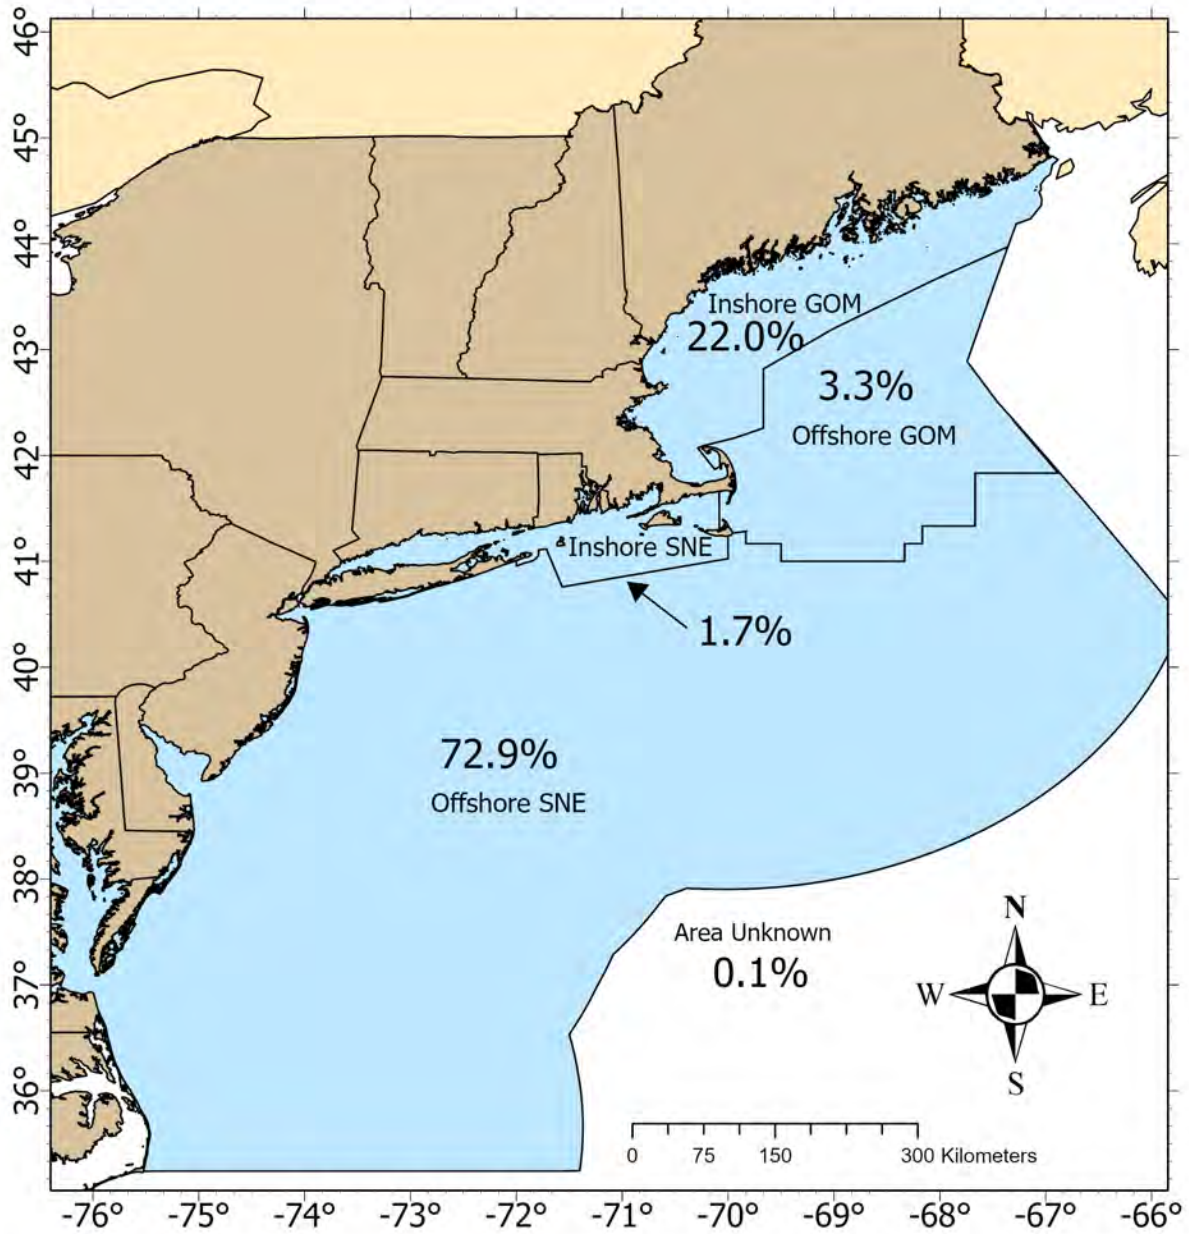 46°
45°
44°
43°
42°
41°
40°
39°
38°
37°
36°
Inshore GOM
22.0%
3.3%
Offshore GOM
Inshore SNE
1.7%
72.9%
Offshore SNE
Area Unknown
0.1%
N
W E
S
0 75 150 300 Kilometers
-76° -75° -74° -73° -72° -71° -70° -69° -68° -67° -66°